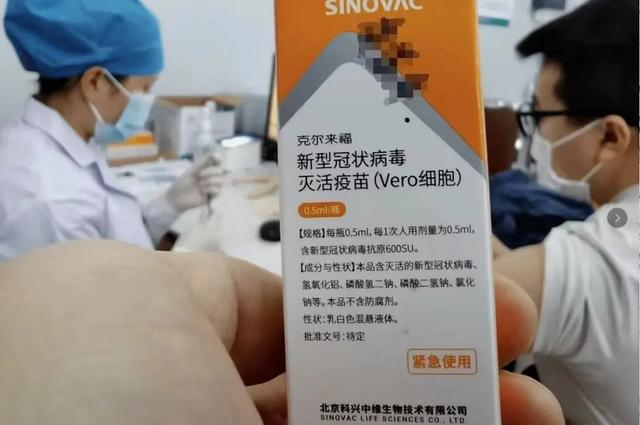 SINOVAC
克尔来福
新型冠状病毒
灭活疫苗(Vero细胞)
0.5ml/瓶
【规格】每瓶0.5ml，每1次人用剂量为0.5ml，
含新型冠状病毒抗原600SU。
【成分与性状】本品含灭活的新型冠状病毒、
氢氧化铝、磷酸氢二钠、磷酸二氢钠、氯化
钠等。本品不含防腐剂。
性状：乳白色混悬液体。
批准文号：待定
紧急使用
北京科兴中维生物技术有限公司
SINOVAC LIFE SCIENCES CO., LTD.